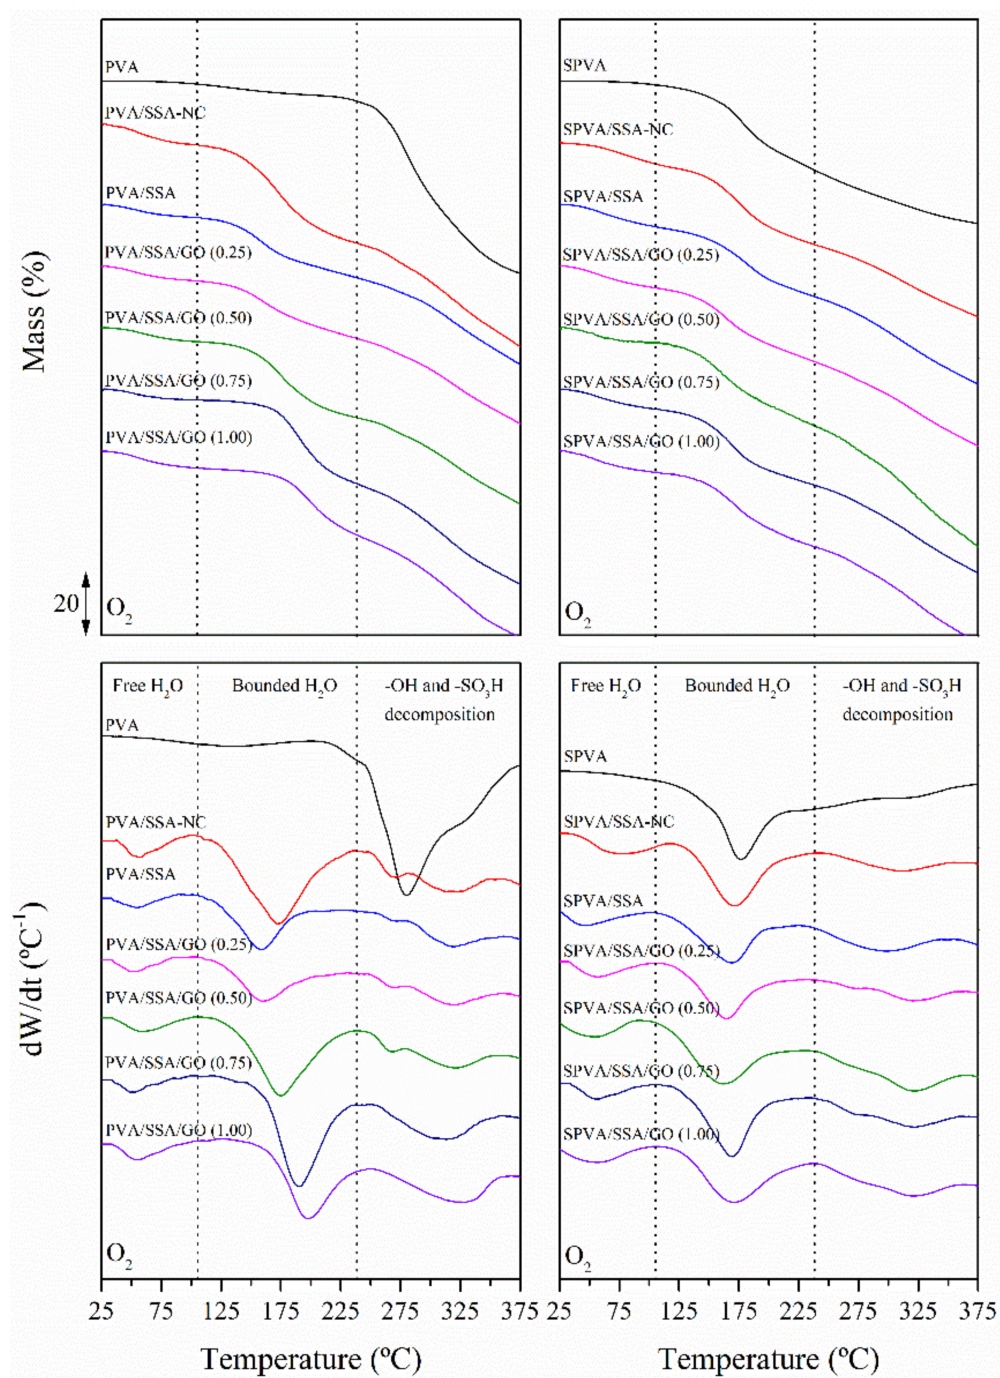 PVA
PVA/SSA-NC
PVA/SSA
PVA/SSA/GO (0.25)
PVA/SSA/GO (0.50)
PVA/SSA/GO (0.75)
PVA/SSA/GO (1.00)
O2
SPVA
SPVA/SSA-NC
SPVA/SSA
SPVA/SSA/GO (0.25)
SPVA/SSA/GO (0.50)
SPVA/SSA/GO (0.75)
SPVA/SSA/GO (1.00)
O2
Mass (%)
20
Free H2O
Bounded H2O
-OH and -SO3H
decomposition
PVA
PVA/SSA-NC
PVA/SSA
PVA/SSA/GO (0.25)
PVA/SSA/GO (0.50)
PVA/SSA/GO (0.75)
PVA/SSA/GO (1.00)
O2
Free H2O
Bounded H2O
-OH and -SO3H
decomposition
SPVA
SPVA/SSA-NC
SPVA/SSA
SPVA/SSA/GO (0.25)
SPVA/SSA/GO (0.50)
SPVA/SSA/GO (0.75)
SPVA/SSA/GO (1.00)
O2
dW/dt (ºC-1)
25 75 125 175 225 275 325 375
25 75 125 175 225 275 325 375
Temperature (ºC)
Temperature (ºC)